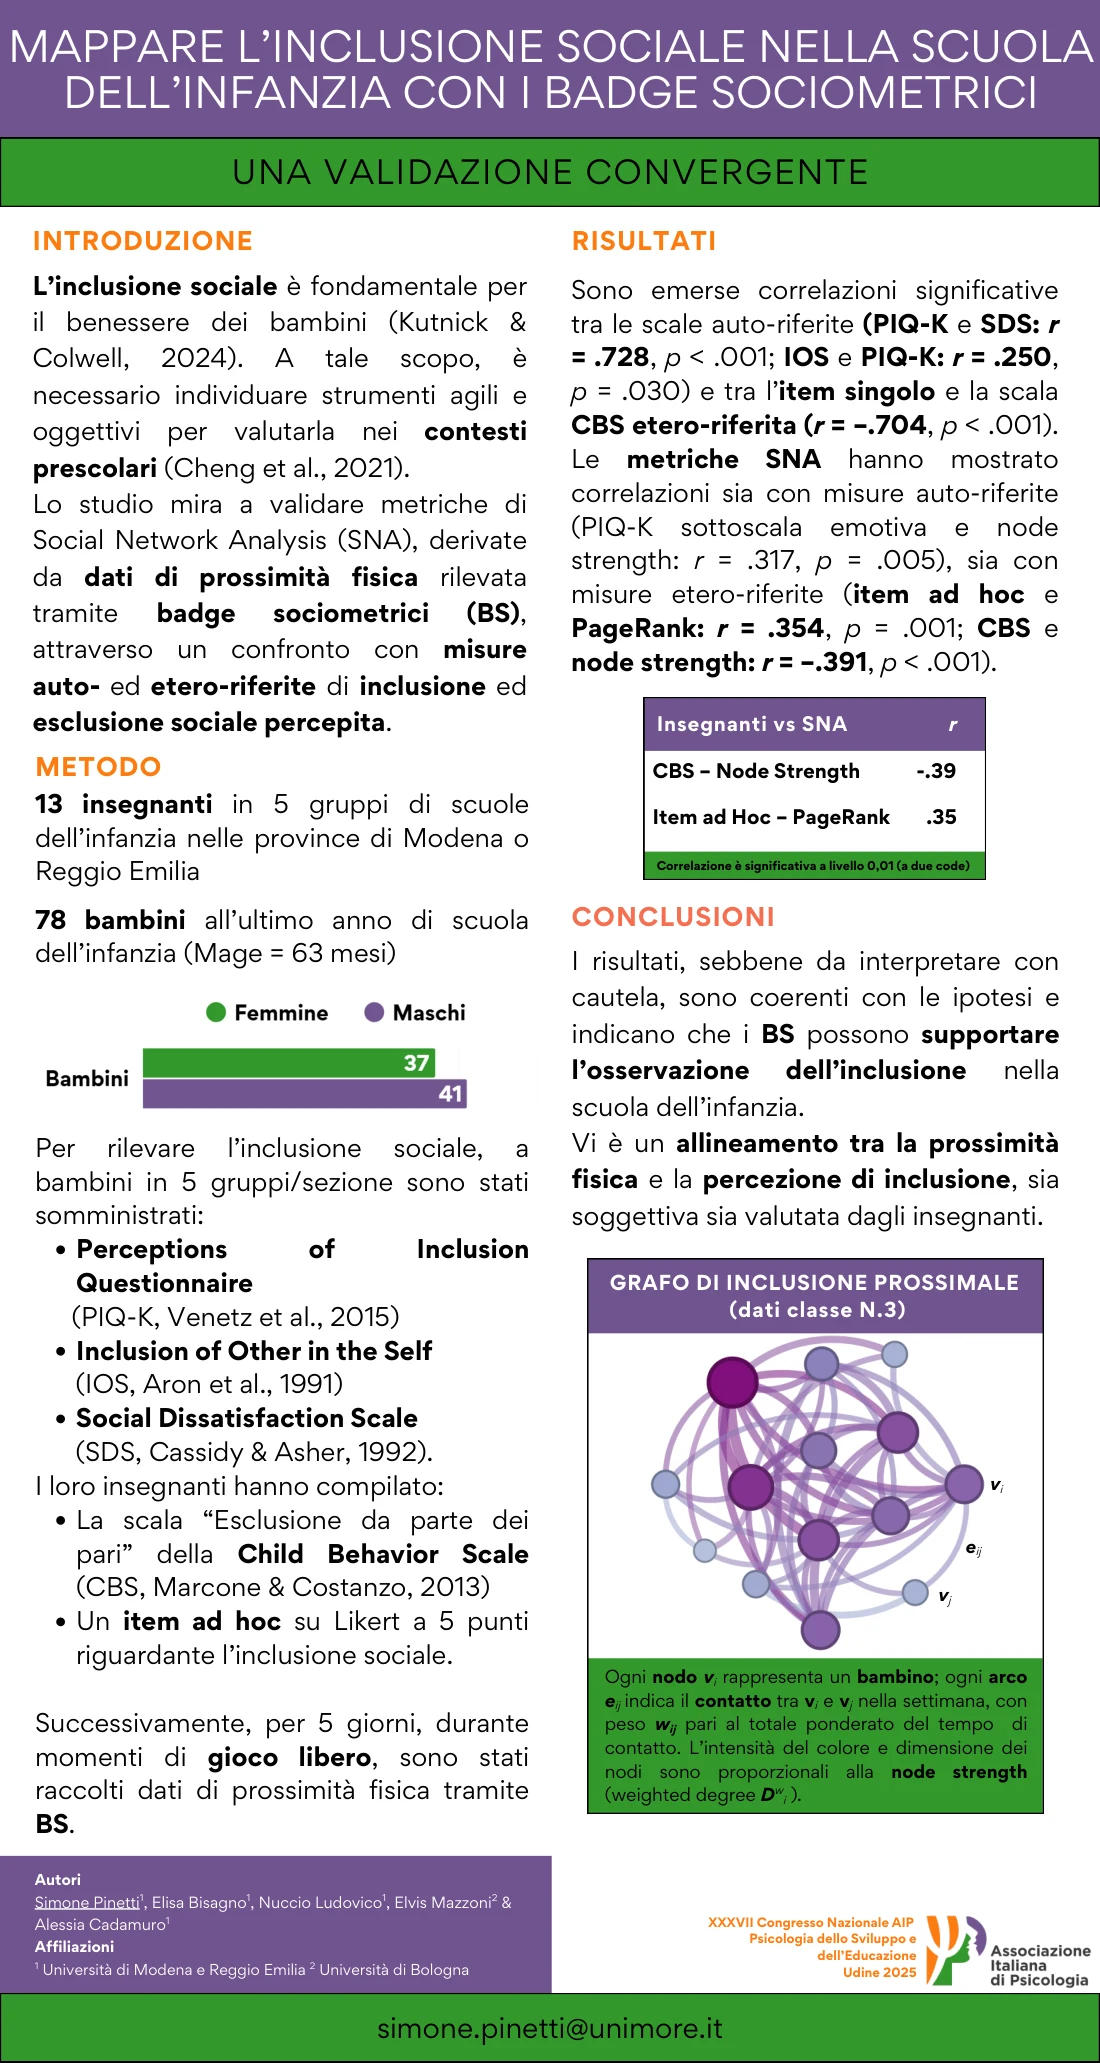 MAPPARE L'INCLUSIONE SOCIALE NELLA SCUOLA
DELL'INFANZIA CON I BADGE SOCIOMETRICI
UNA VALIDAZIONE CONVERGENTE
INTRODUZIONE
L'inclusione sociale è fondamentale per
il benessere dei bambini (Kutnick &
Colwell, 2024). A tale scopo, è
necessario individuare strumenti agili e
oggettivi per valutarla nei contesti
prescolari (Cheng et al., 2021).
Lo studio mira a validare metriche di
Social Network Analysis (SNA), derivate
da dati di prossimità fisica rilevata
tramite badge sociometrici (BS),
attraverso un confronto con misure
auto- ed etero-riferite di inclusione ed
esclusione sociale percepita.
METODO
13 insegnanti in 5 gruppi di scuole
dell'infanzia nelle province di Modena o
Reggio Emilia
78 bambini all'ultimo anno di scuola
dell'infanzia (Mage = 63 mesi)
Femmine Maschi
Bambini
37
41
Per rilevare l'inclusione sociale, a
bambini in 5 gruppi/sezione sono stati
somministrati:
• Perceptions of Inclusion
Questionnaire
(PIQ-K, Venetz et al., 2015)
• Inclusion of Other in the Self
(IOS, Aron et al., 1991)
• Social Dissatisfaction Scale
(SDS, Cassidy & Asher, 1992).
I loro insegnanti hanno compilato:
• La scala “Esclusione da parte dei
pari” della Child Behavior Scale
(CBS, Marcone & Costanzo, 2013)
• Un item ad hoc su Likert a 5 punti
riguardante l'inclusione sociale.
Successivamente, per 5 giorni, durante
momenti di gioco libero, sono stati
raccolti dati di prossimità fisica tramite
BS.
RISULTATI
Sono emerse correlazioni significative
tra le scale auto-riferite (PIQ-K e SDS: r
= .728, p < .001; IOS e PIQ-K: r = .250,
p = .030) e tra l'item singolo e la scala
CBS etero-riferita (r = –.704, p < .001).
Le metriche SNA hanno mostrato
correlazioni sia con misure auto-riferite
(PIQ-K sottoscala emotiva e node
strength: r = .317, p = .005), sia con
misure etero-riferite (item ad hoc e
PageRank: r = .354, p = .001; CBS e
node strength: r = –.391, p < .001).
Insegnanti vs SNA r
CBS – Node Strength -.39
Item ad Hoc – PageRank .35
Correlazione è significativa a livello 0,01 (a due code)
CONCLUSIONI
I risultati, sebbene da interpretare con
cautela, sono coerenti con le ipotesi e
indicano che i BS possono supportare
l'osservazione dell'inclusione nella
scuola dell'infanzia.
Vi è un allineamento tra la prossimità
fisica e la percezione di inclusione, sia
soggettiva sia valutata dagli insegnanti.
GRAFO DI INCLUSIONE PROSSIMALE
(dati classe N.3)
vi
eij
vj
Ogni nodo vi rappresenta un bambino; ogni arco
eij indica il contatto tra vi e vj nella settimana, con
peso wij pari al totale ponderato del tempo di
contatto. L'intensità del colore e dimensione dei
nodi sono proporzionali alla node strength
(weighted degree Dwi ).
Autori
Simone Pinetti1, Elisa Bisagno1, Nuccio Ludovico1, Elvis Mazzoni2 &
Alessia Cadamuro1
Affiliazioni
1 Università di Modena e Reggio Emilia 2 Università di Bologna
XXXVII Congresso Nazionale AIP
Psicologia dello Sviluppo e
dell'Educazione
Udine 2025
Associazione
Italiana
di Psicologia
simone.pinetti@unimore.it